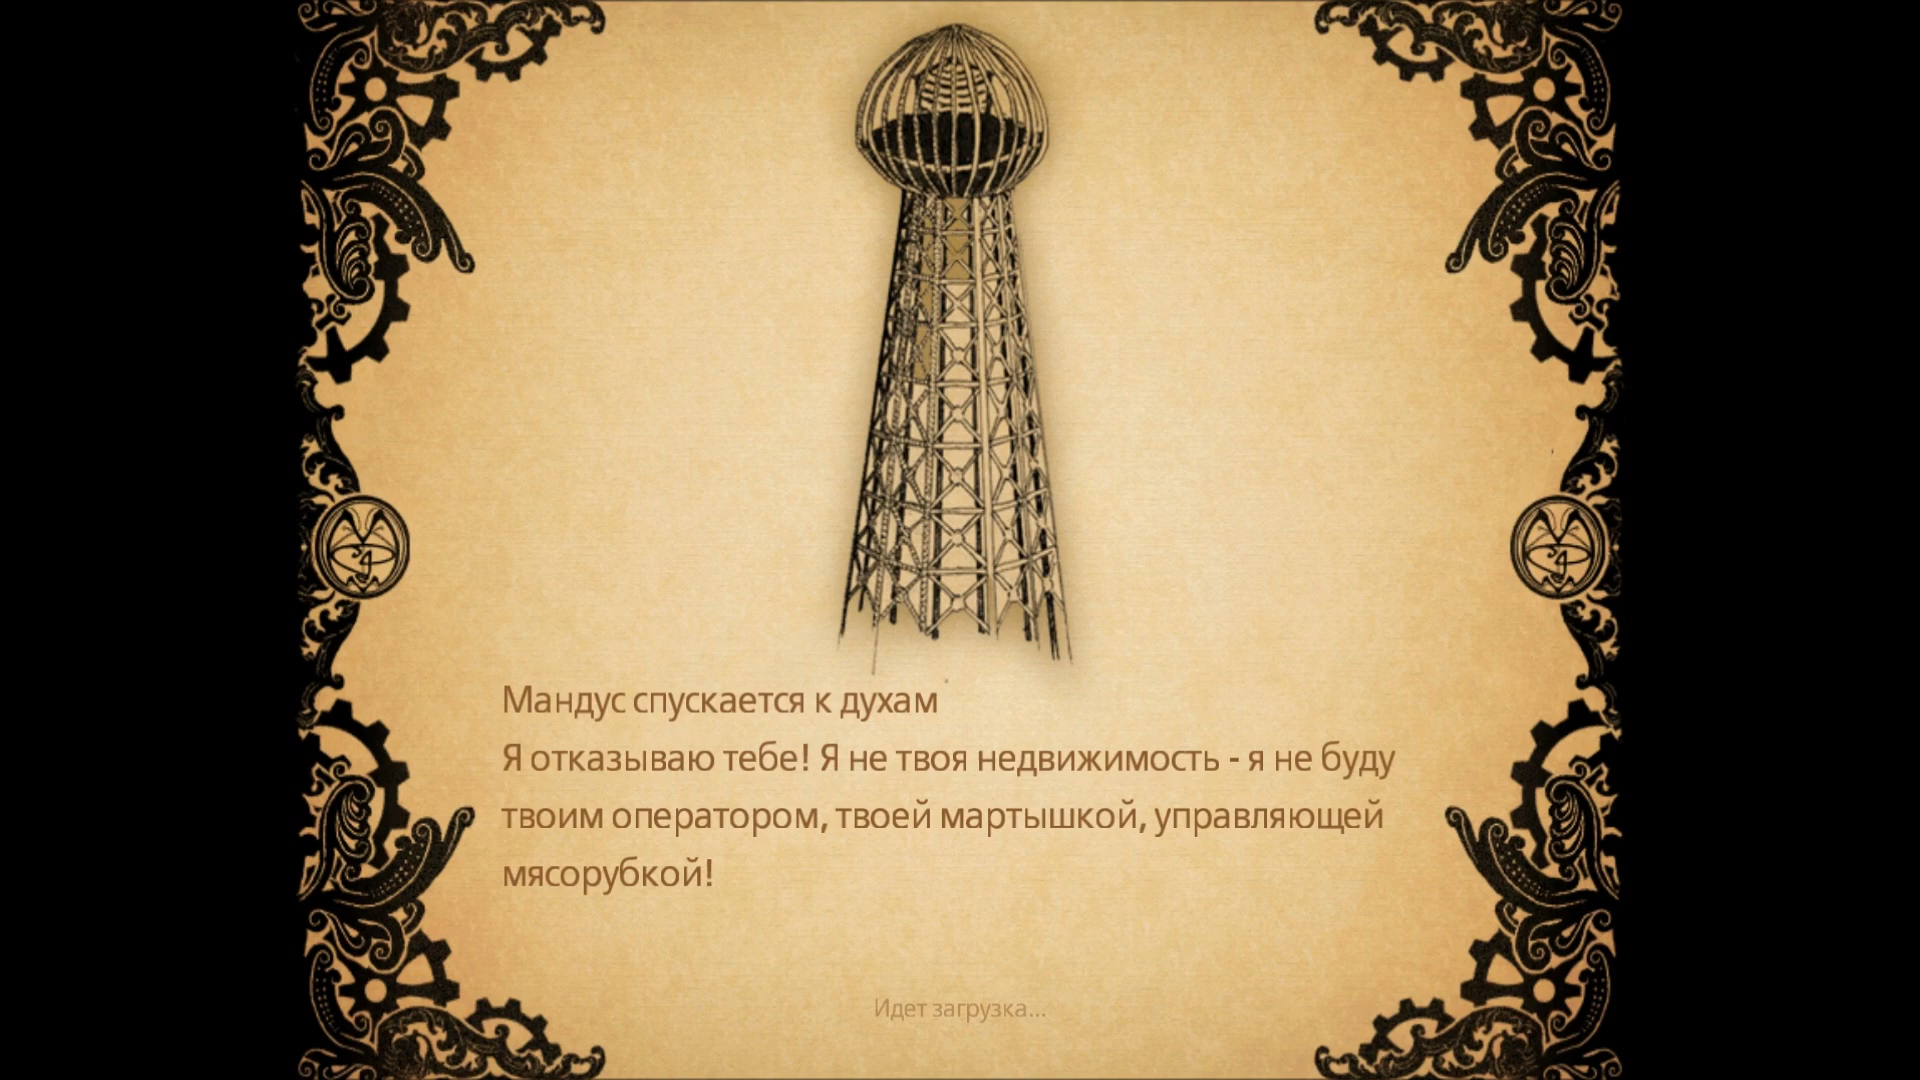 Мандус спускается к духам
Я отказываю тебе! Я не твоя недвижимость - я не буду
твоим оператором, твоей мартышкой, управляющей
мясорубкой!
Идет загрузка...